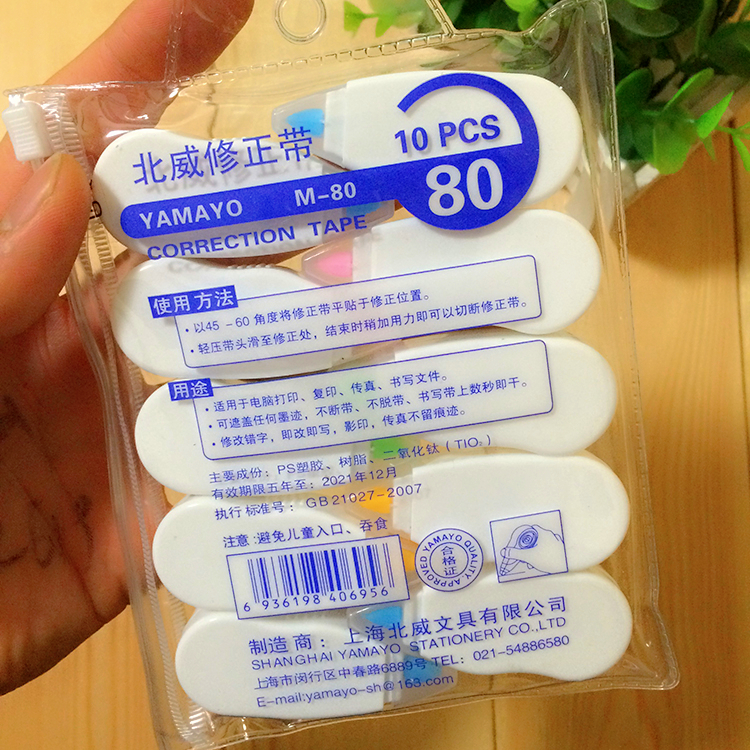 北威修正带
10 PCS
80
YAMAYO M-80
CORRECTION TAPE
使用方法
·以45 -60 角度将修正带平贴于修正位置。
·轻压带头滑至修正处，结束时稍加用力即可以切断修正带。
用途
·适用于电脑打印、复印、传真、书写文件。
·可遮盖任何墨迹，不断带、不脱带、书写带上数秒即干。
·修改错字，即改即写，影印，传真不留痕迹。
主要成份：PS塑胶、树脂、二氧化钛（TIO₂）
有效期限五年至：2021年12月
执行标准号：GB21027-2007
注意:避免儿童入口、吞食
6 936198 406956
APPROVED YAMAYO QUALITY
合格证
制造商：上海北威文具有限公司
SHANGHAI YAMAYO STATIONERY CO.,LTD
上海市闵行区中春路6889号 TEL：021-54886580
E-mail:yamayo-sh@163.com